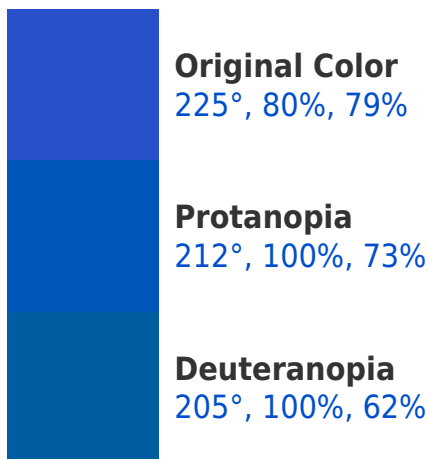 Original Color
225°, 80%, 79%
Protanopia
212°, 100%, 73%
Deuteranopia
205°, 100%, 62%